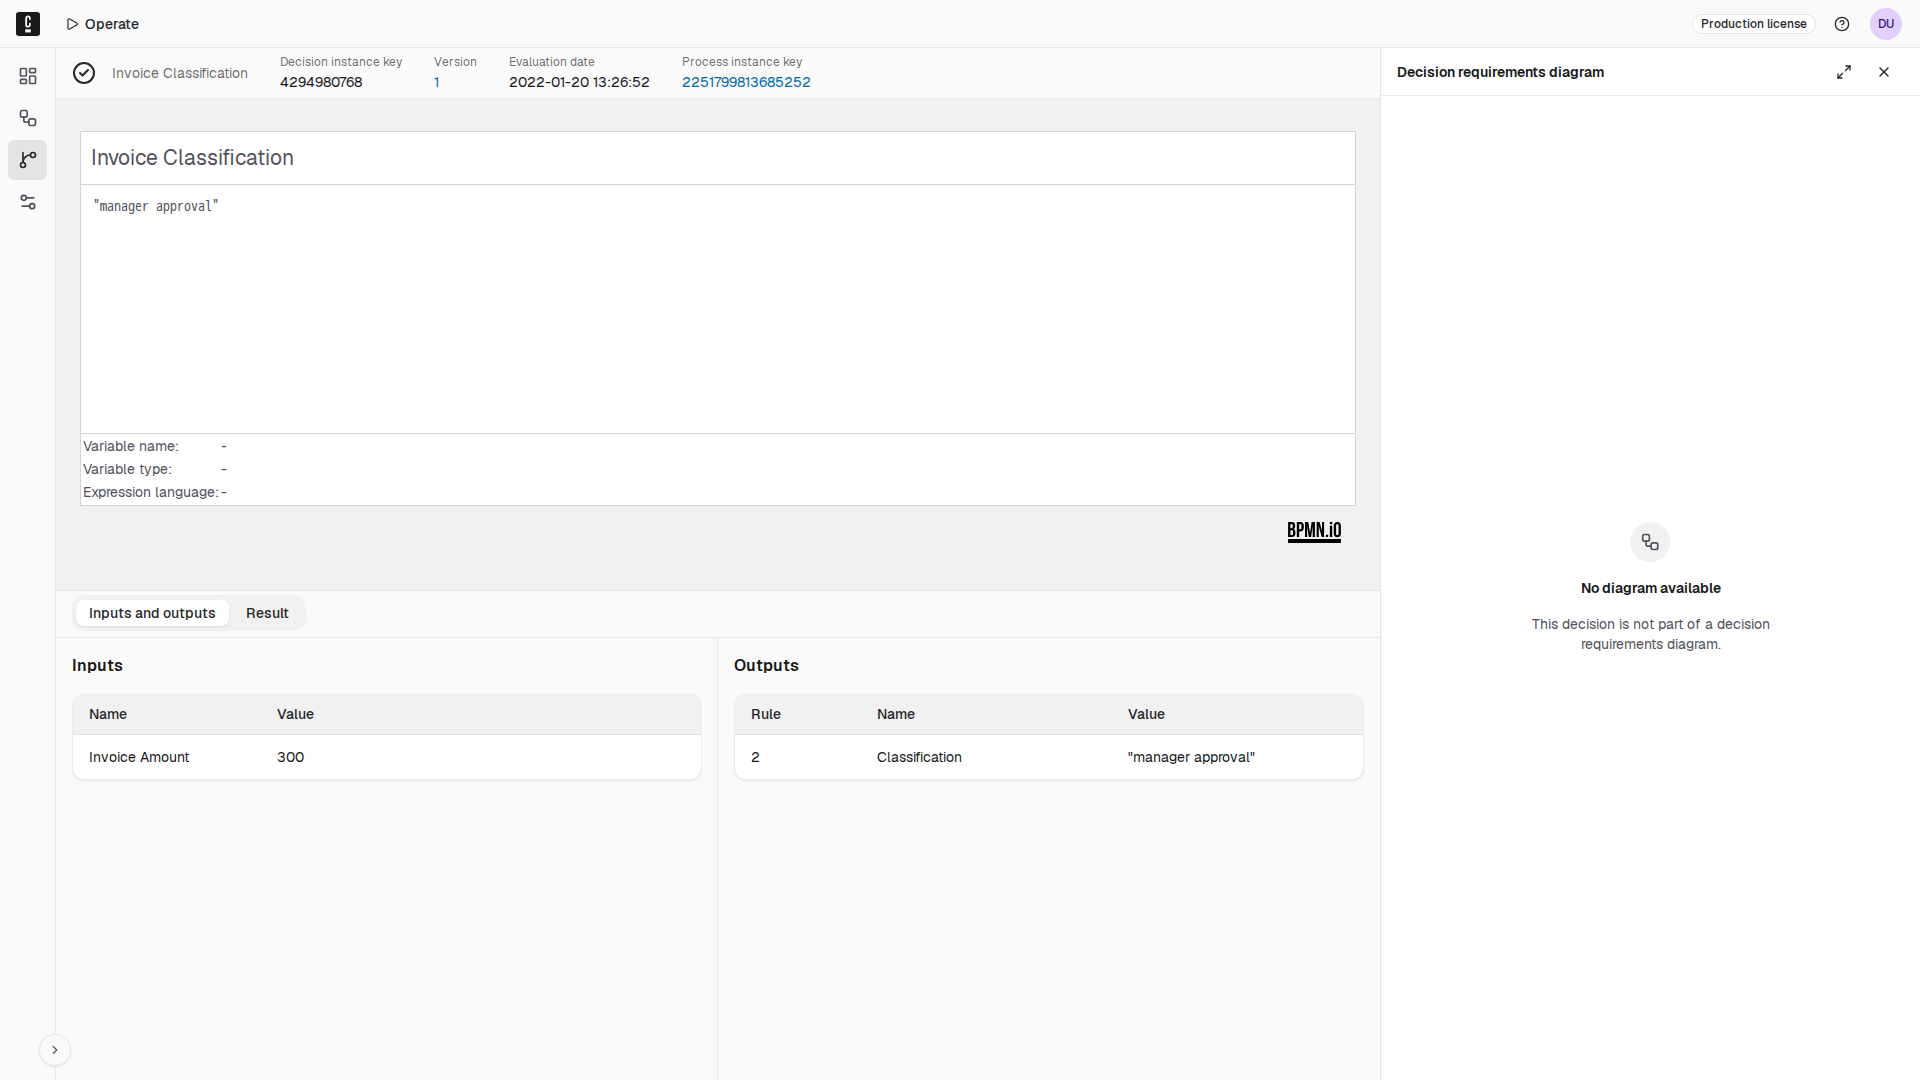 Operate
Production license
DU
Invoice Classification
Decision instance key
4294980768
Version
1
Evaluation date
2022-01-20 13:26:52
Process instance key
2251799813685252
Decision requirements diagram
Invoice Classification
"manager approval"
Variable name: -
Variable type: -
Expression language: -
BPMN.iO
No diagram available
This decision is not part of a decision
requirements diagram.
Inputs and outputs
Result
Inputs
Name Value
Invoice Amount 300
Outputs
Rule Name Value
2 Classification "manager approval"